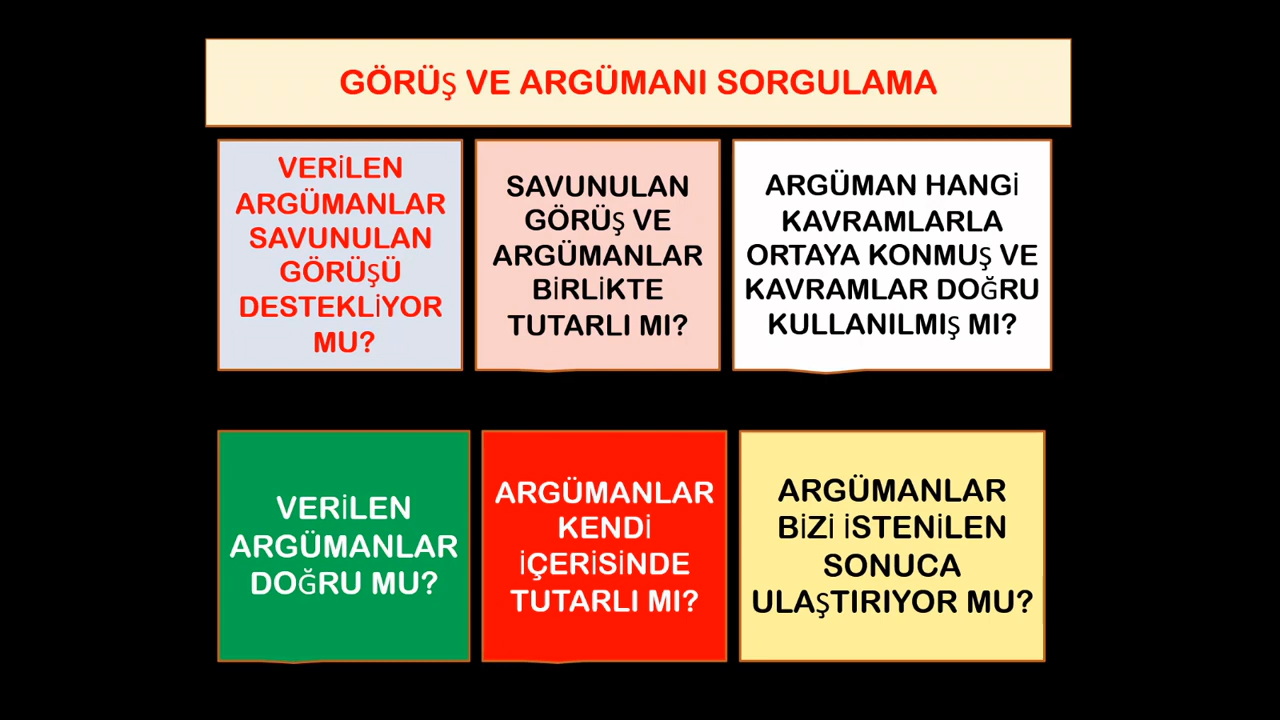 GÖRÜŞ VE ARGÜMANI SORGULAMA
VERİLEN
ARGÜMANLAR
SAVUNULAN
GÖRÜŞÜ
DESTEKLİYOR
MU?
SAVUNULAN
GÖRÜŞ VE
ARGÜMANLAR
BİRLİKTE
TUTARLI MI?
ARGÜMAN HANGİ
KAVRAMLARLA
ORTAYA KONMUŞ VE
KAVRAMLAR DOĞRU
KULLANILMIŞ MI?
VERİLEN
ARGÜMANLAR
DOĞRU MU?
ARGÜMANLAR
KENDİ
İÇERİSİNDE
TUTARLI MI?
ARGÜMANLAR
BİZİ İSTENİLEN
SONUCA
ULAŞTIRIYOR MU?